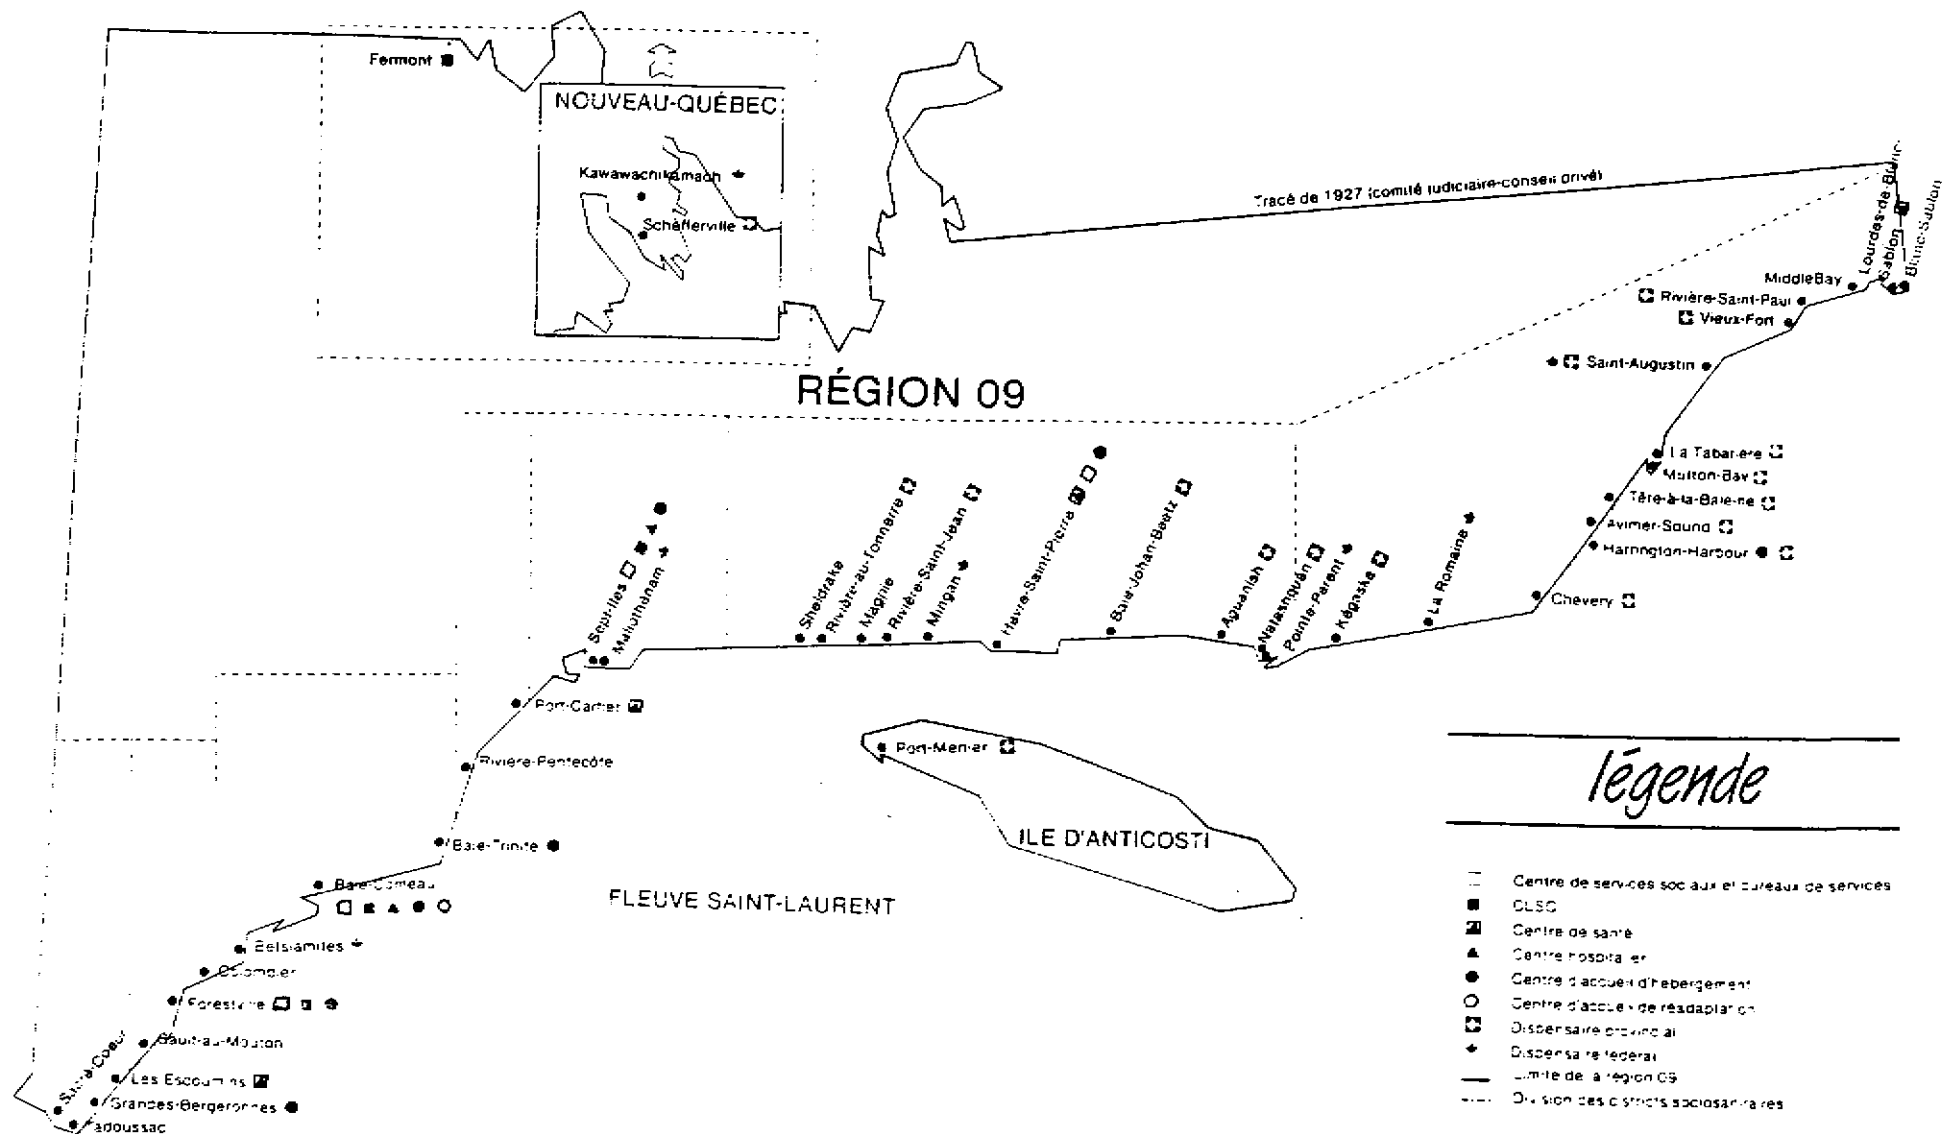 Fermont
NOUVEAU-QUÉBEC
Kawawachikamach
Schefferville
Tracé de 1927 (comité judiciaire-conseil privé)
Lourdes-de-Blanc-
Sablon
Blanc-Sablon
MiddleBay
Rivière-Saint-Paul
Vieux-Fort
Saint-Augustin
RÉGION 09
La Tabatière
Mutton-Bay
Tête-à-la-Baleine
Aylmer-Sound
Harrington-Harbour
Chevery
Sept-Iles
Maliothenam
Sheldrake
Rivière-au-Tonnerre
Magpie
Rivière-Saint-Jean
Mingan
Havre-Saint-Pierre
Baie-Johan-Beetz
Aguanish
Natashquan
Pointe-Parent
Kégaska
La Romaine
Port-Cartier
Rivière-Pentecôte
Port-Menier
ILE D'ANTICOSTI
Baie-Trinité
Baie-Comeau
FLEUVE SAINT-LAURENT
Betsiamites
Colombier
Forestville
Sault-au-Mouton
Sacré-Coeur
Les Escoumins
Grandes-Bergeronnes
Tadoussac
légende
Centre de services sociaux et bureaux de services
CLSC
Centre de santé
Centre hospitalier
Centre d'accueil d'hébergement
Centre d'accueil de réadaptation
Dispensaire provincial
Dispensaire fédéral
Limite de la région 09
Division des districts sociosanitaires